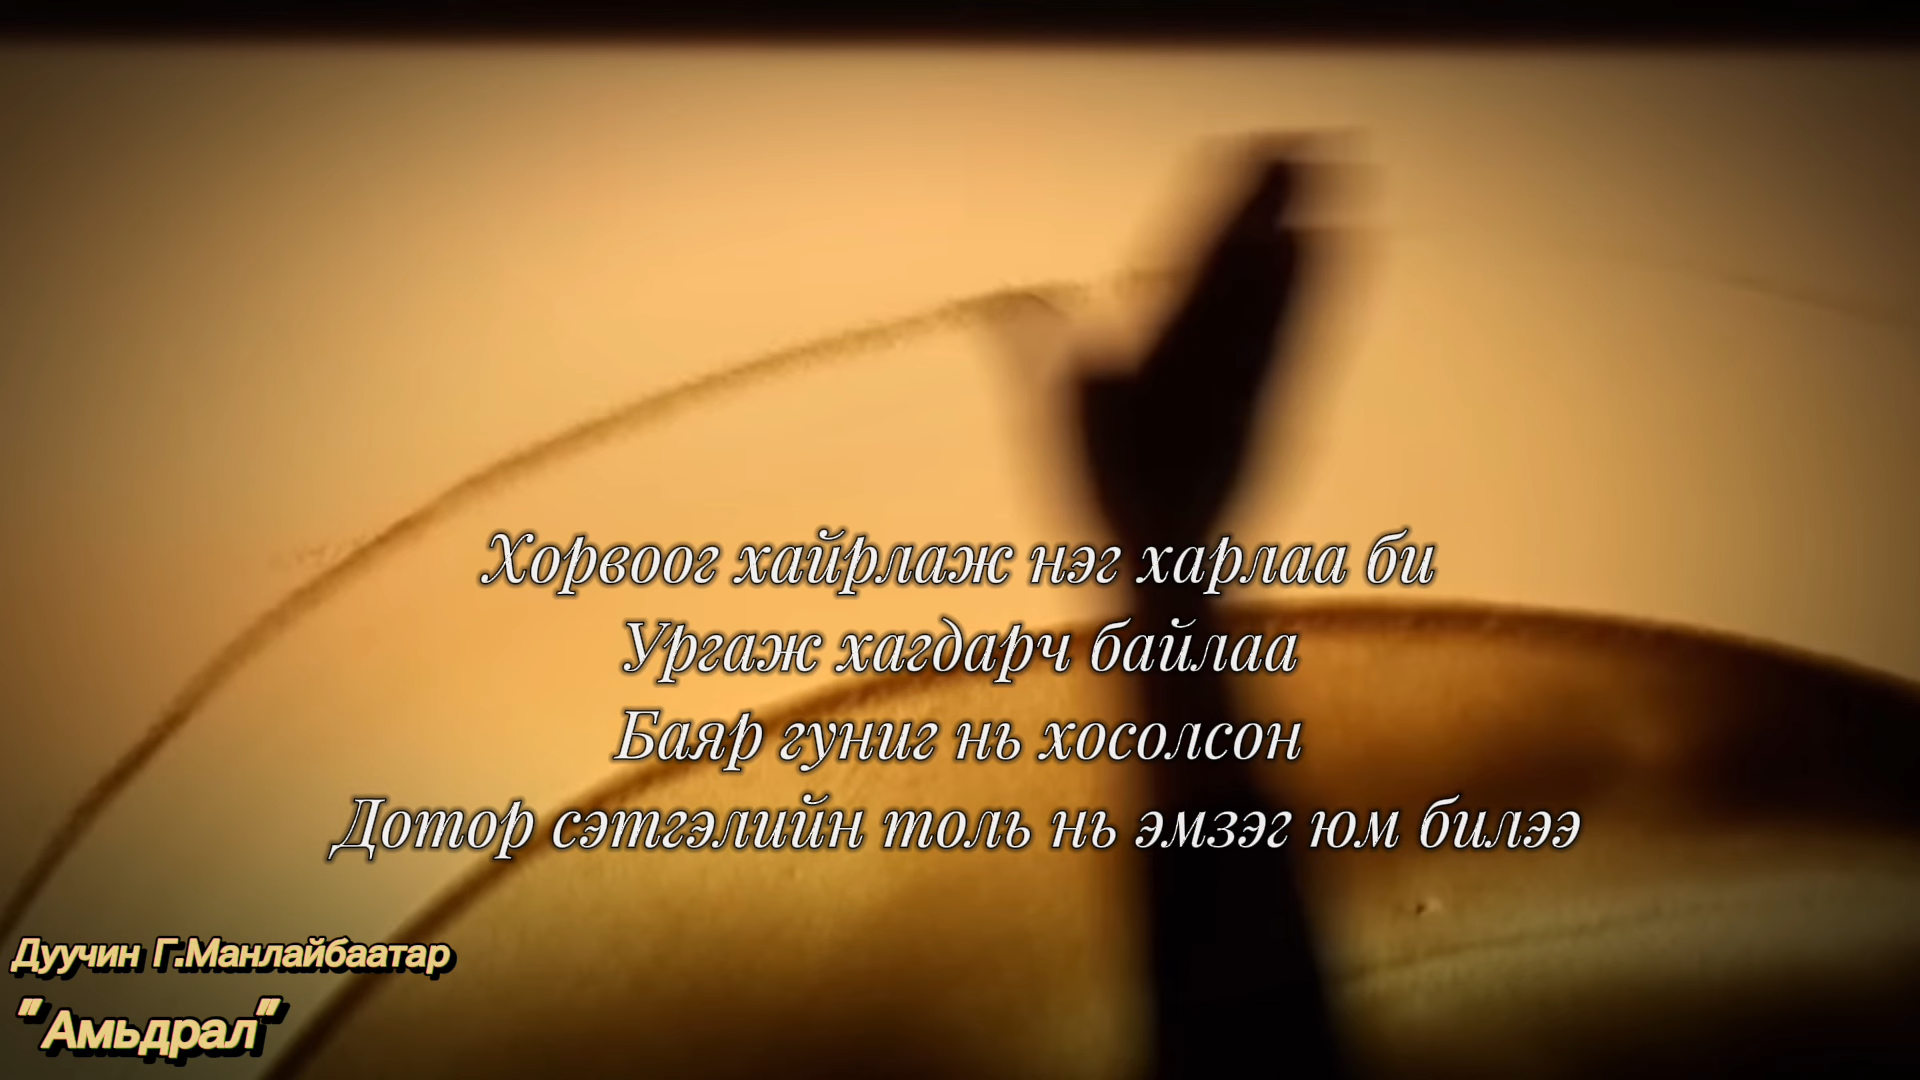 Хорвоог хайрлаж нэг харлаа би
Ургаж хагдарч байлаа
Баяр гуниг нь хосолсон
Дотор сэтгэлийн толь нь эмзэг юм билээ
Дуучин Г.Манлайбаатар
"Амьдрал"